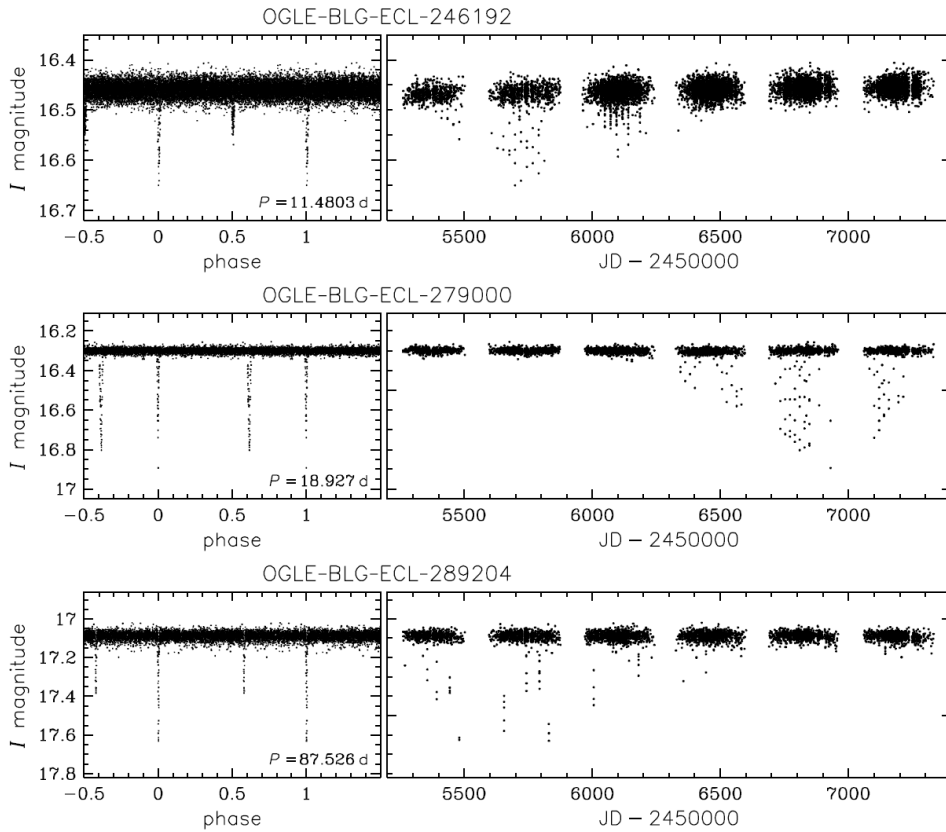 OGLE-BLG-ECL-246192
16.4
16.5
16.6
16.7
I magnitude
P = 11.4803 d
-0.5 0 0.5 1
phase
5500 6000 6500 7000
JD - 2450000
OGLE-BLG-ECL-279000
16.2
16.4
16.6
16.8
17
I magnitude
P = 18.927 d
-0.5 0 0.5 1
phase
5500 6000 6500 7000
JD - 2450000
OGLE-BLG-ECL-289204
17
17.2
17.4
17.6
17.8
I magnitude
P = 87.526 d
-0.5 0 0.5 1
phase
5500 6000 6500 7000
JD - 2450000